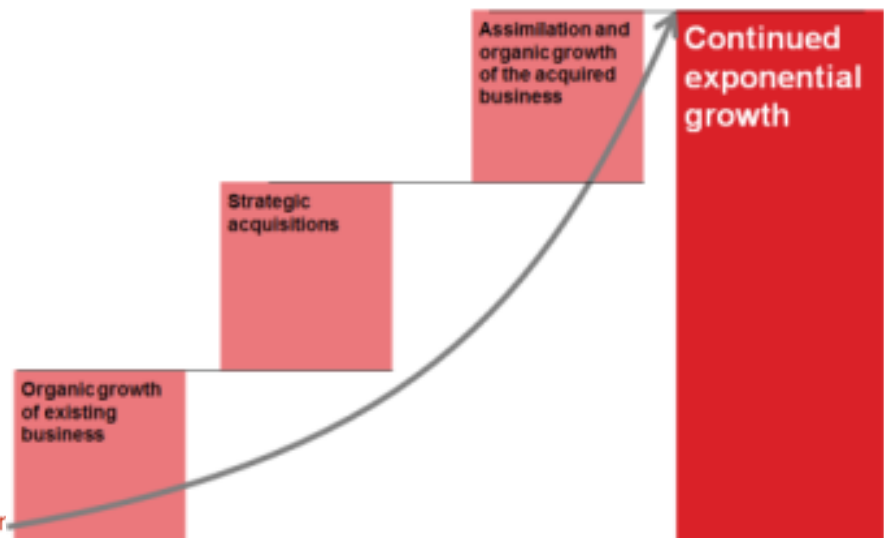 Assimilation and
organic growth
of the acquired
business
Continued
exponential
growth
Strategic
acquisitions
Organic growth
of existing
business
r